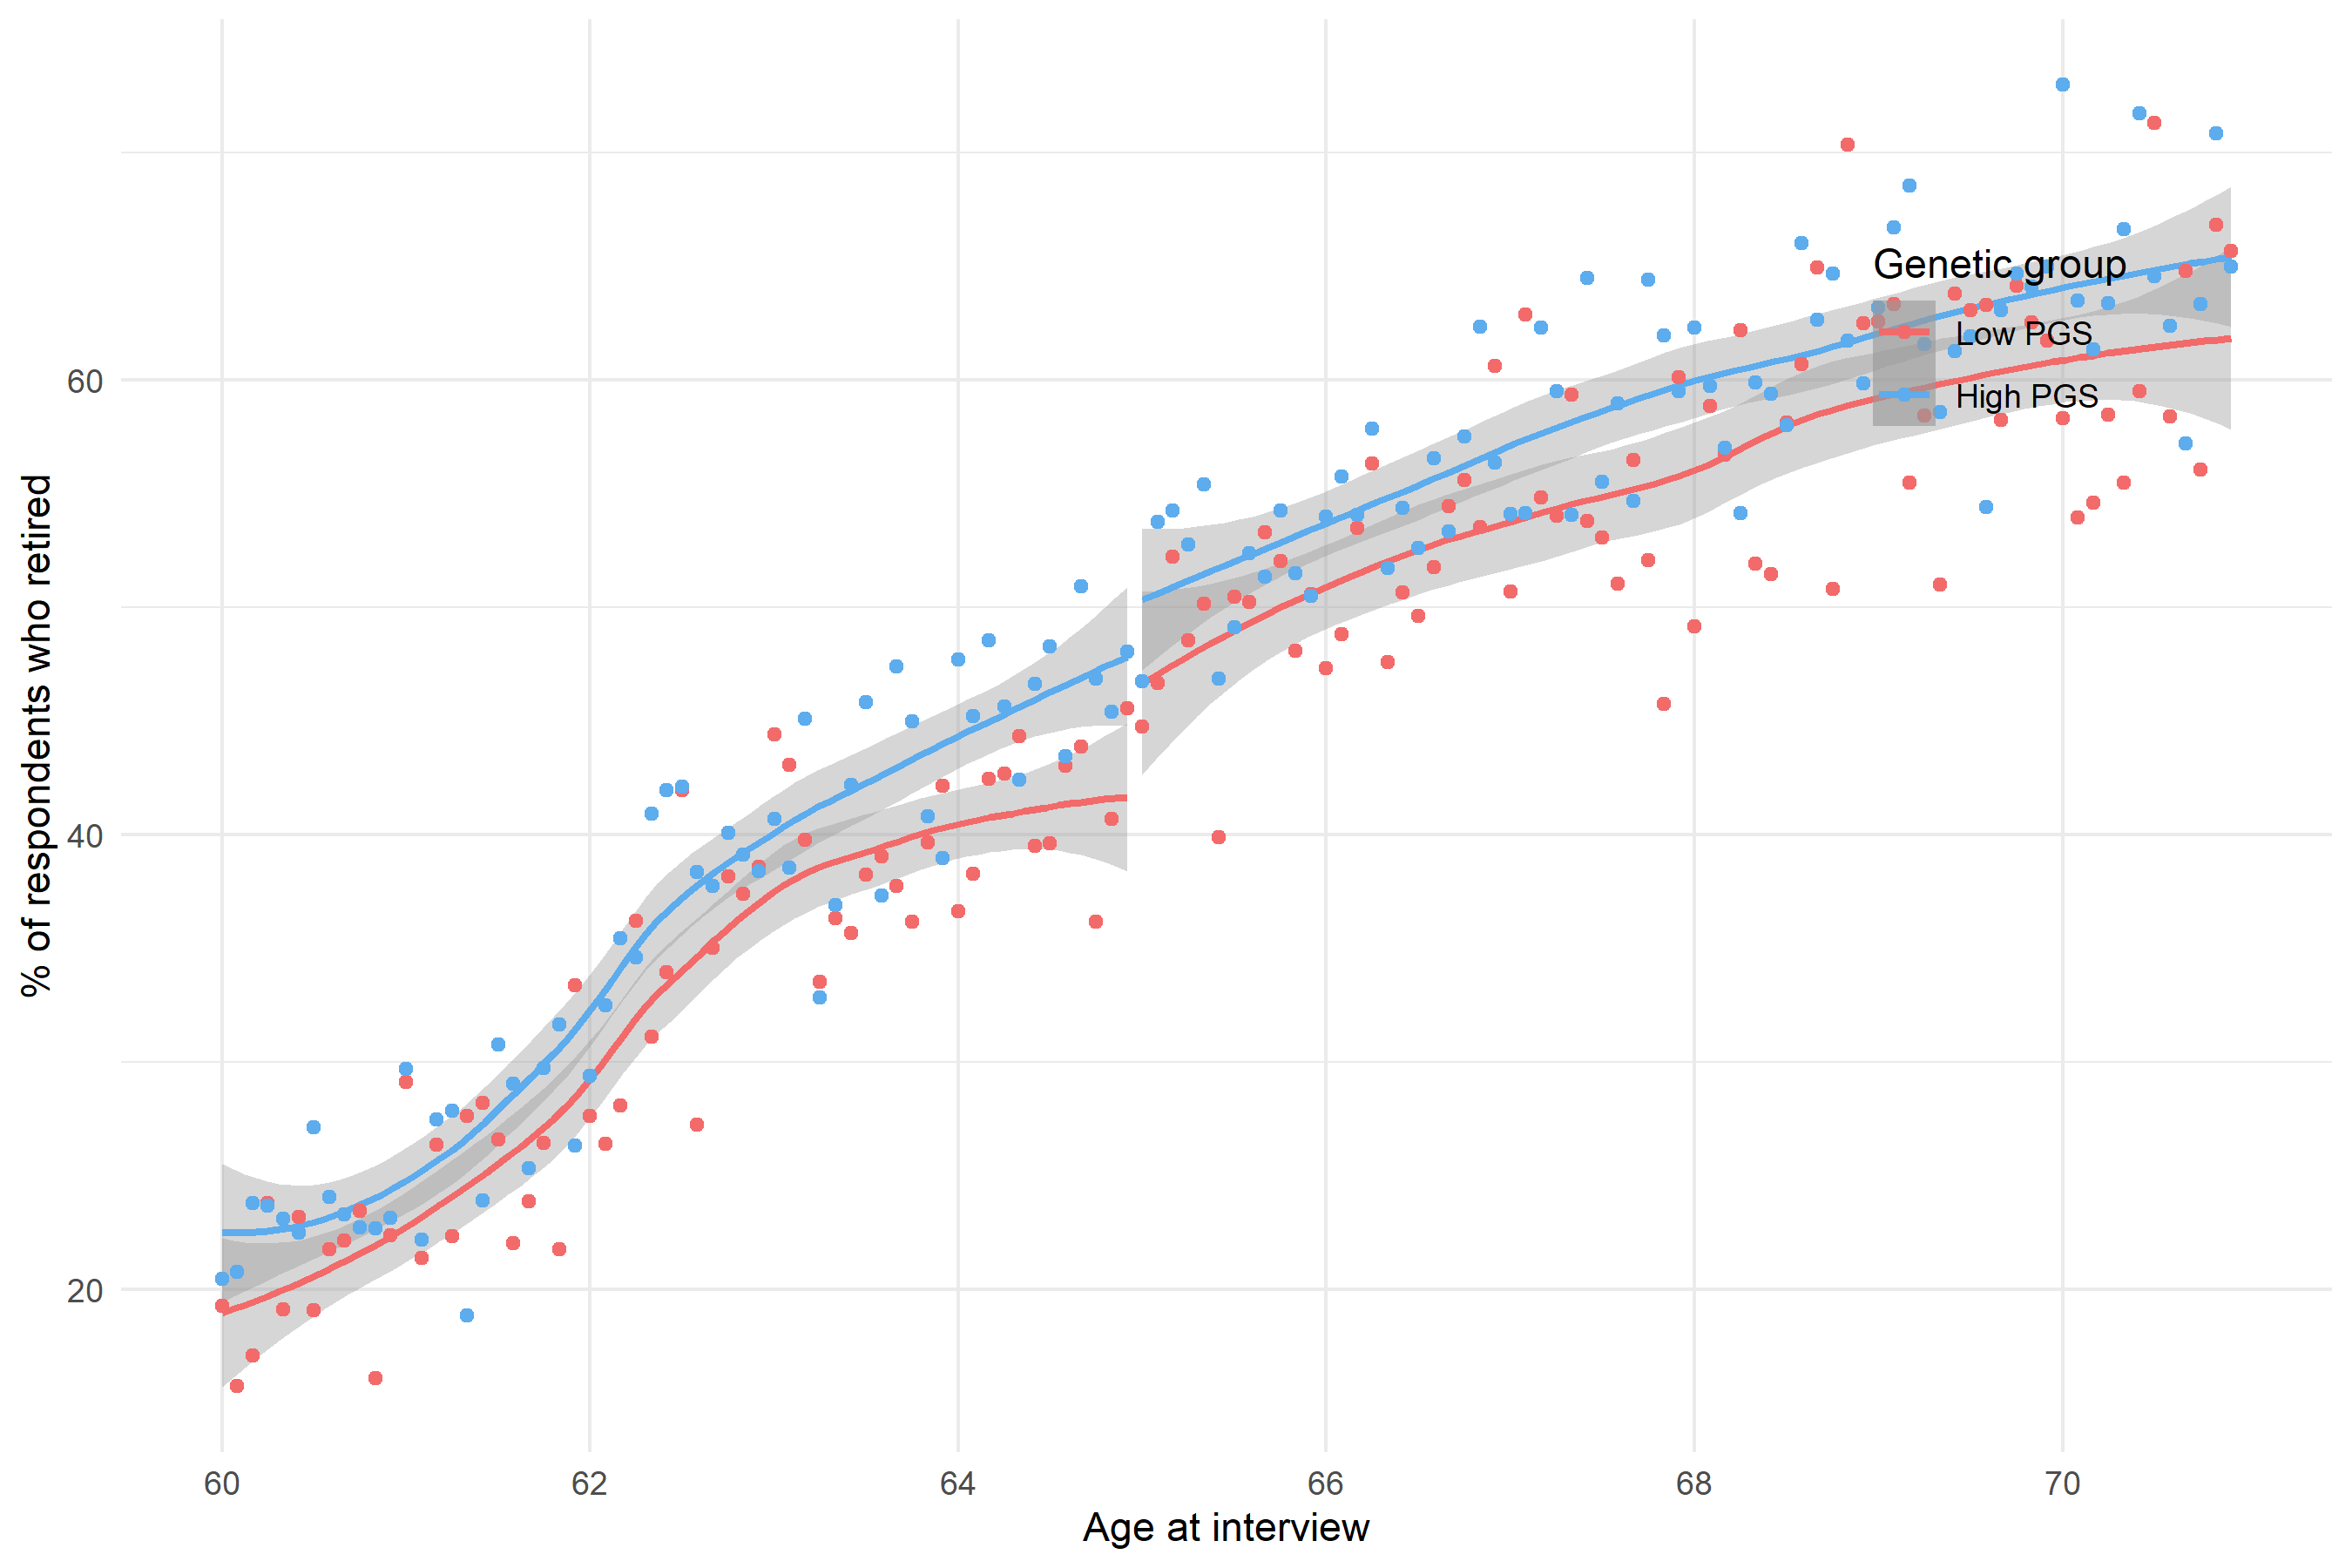 % of respondents who retired
60
40
20
Genetic group
Low PGS
High PGS
60 62 64 66 68 70
Age at interview